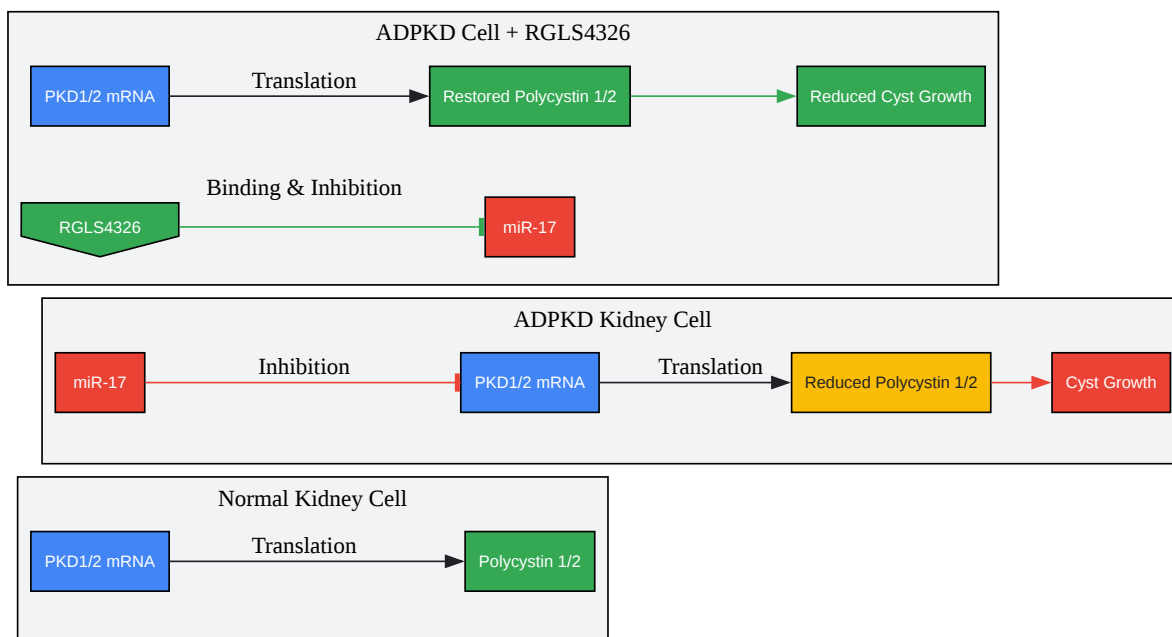 ADPKD Cell + RGLS4326
PKD1/2 mRNA
Translation
Restored Polycystin 1/2
Reduced Cyst Growth
RGLS4326
Binding & Inhibition
miR-17
ADPKD Kidney Cell
miR-17
Inhibition
PKD1/2 mRNA
Translation
Reduced Polycystin 1/2
Cyst Growth
Normal Kidney Cell
PKD1/2 mRNA
Translation
Polycystin 1/2